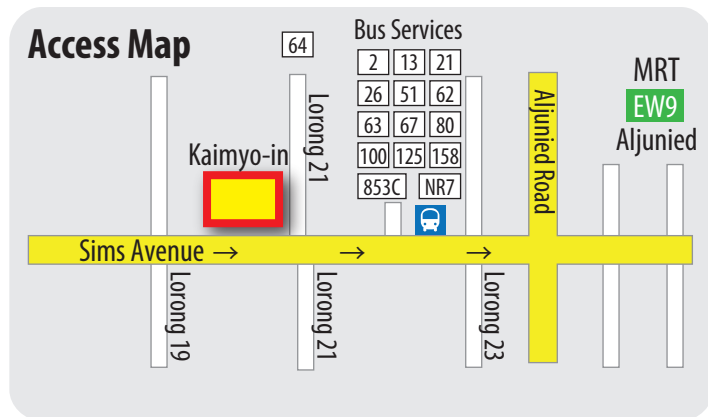 Access Map
64
Bus Services
2 13 21
26 51 62
63 67 80
100 125 158
853C NR7
MRT
EW9
Aljunied
Lorong 21
Aljunied Road
Kaimyo-in
Sims Avenue → → →
Lorong 19
Lorong 21
Lorong 23